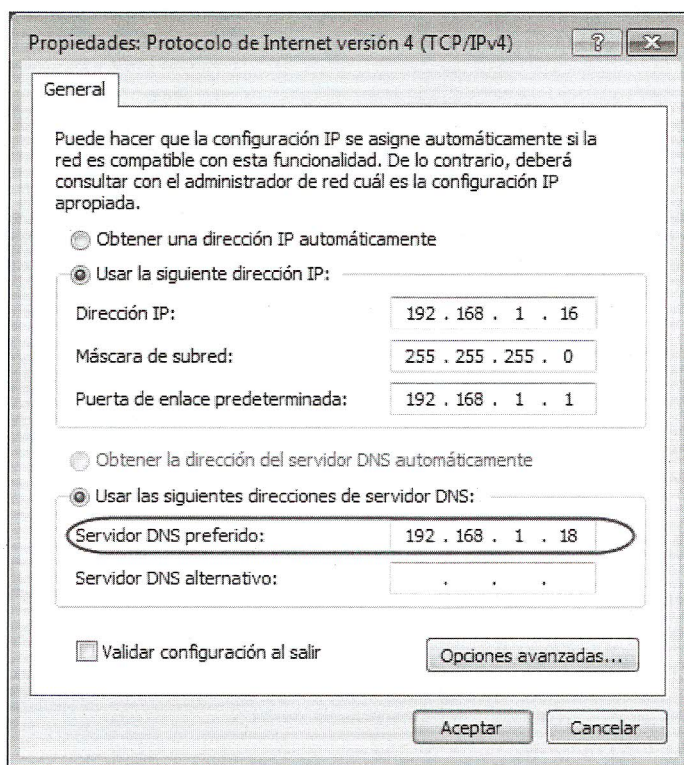 Propiedades: Protocolo de Internet versión 4 (TCP/IPv4)
General
Puede hacer que la configuración IP se asigne automáticamente si la
red es compatible con esta funcionalidad. De lo contrario, deberá
consultar con el administrador de red cuál es la configuración IP
apropiada.
Obtener una dirección IP automáticamente
Usar la siguiente dirección IP:
Dirección IP: 192 . 168 . 1 . 16
Máscara de subred: 255 . 255 . 255 . 0
Puerta de enlace predeterminada: 192 . 168 . 1 . 1
Obtener la dirección del servidor DNS automáticamente
Usar las siguientes direcciones de servidor DNS:
Servidor DNS preferido: 192 . 168 . 1 . 18
Servidor DNS alternativo: . . .
Validar configuración al salir
Opciones avanzadas...
Aceptar
Cancelar